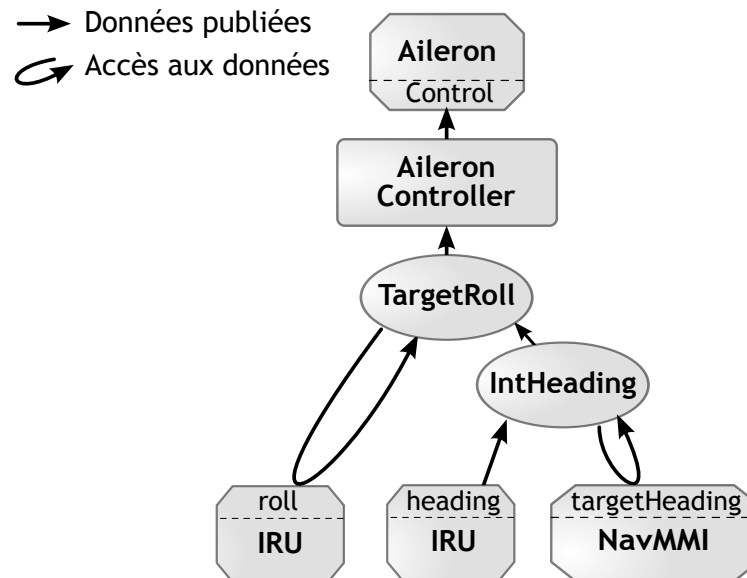 Données publiées
Accès aux données
Aileron
Control
Aileron
Controller
TargetRoll
IntHeading
roll
IRU
heading
IRU
targetHeading
NavMMI